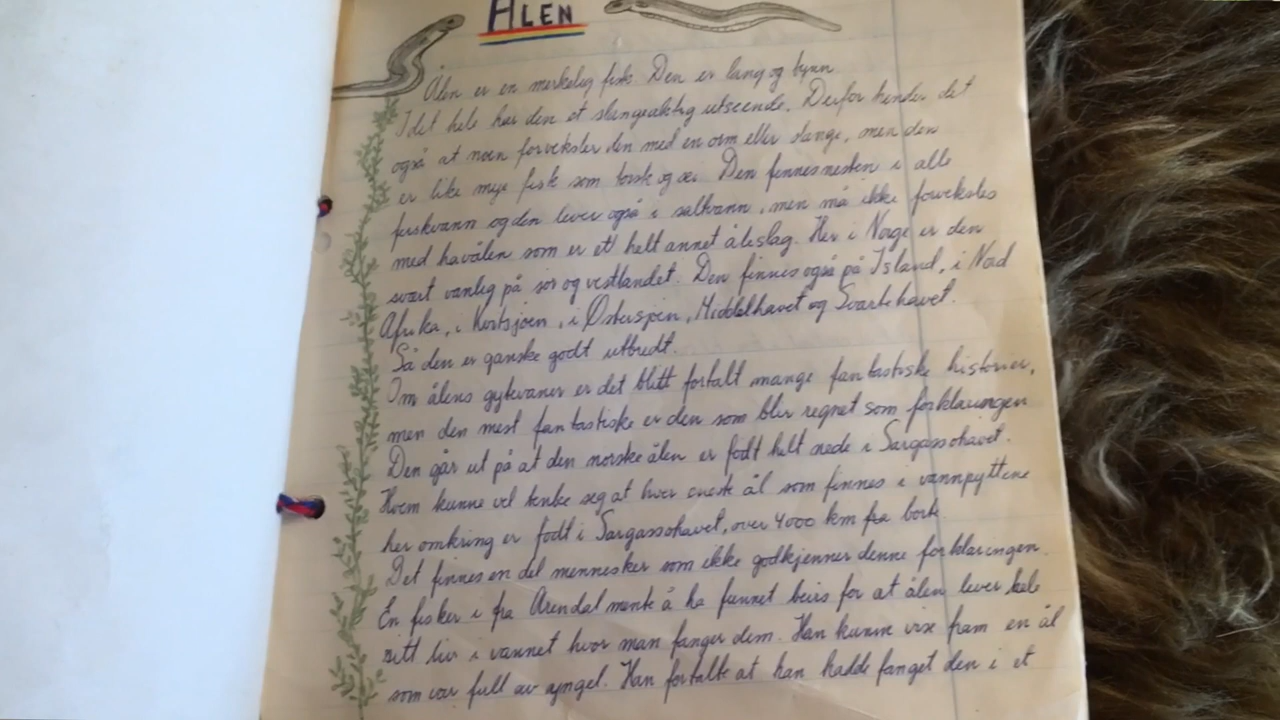 ÅLEN
Ålen er en merkelig fisk. Den er lang og tynn.
I det hele har den et slangeaktig utseende. Derfor hender det
også at noen forveksler den med en orm eller slange, men den
er like mye fisk som torsk og sei. Den finnes nesten i alle
ferskvann og den lever også i saltvann, men må ikke forveksles
med havålen som er et helt annet åleslag. Her i Norge er den
svært vanlig på sør og vestlandet. Den finnes også på Island, i Nord
Afrika, i Nordsjøen, i Østersjøen, Middelhavet og Svartehavet.
Så den er ganske godt utbredt.
Om ålens gytevaner er det blitt fortalt mange fantastiske historier,
men den mest fantastiske er den som blir regnet som forklaringen
Den går ut på at den norske ålen er født helt nede i Sargassohavet.
Hvem kunne vel tenke seg at hver eneste ål som finnes i vannpyttene
her omkring er født i Sargassohavet, over 4000 km fra bort.
Det finnes en del mennesker som ikke godkjenner denne forklaringen.
En fisker i fra Arendal mente å ha funnet bevis for at ålen lever hele
sitt liv i vannet hvor man fanger dem. Han kunne vise fram en ål
som var full av yngel. Han fortalte at han hadde fanget den i et